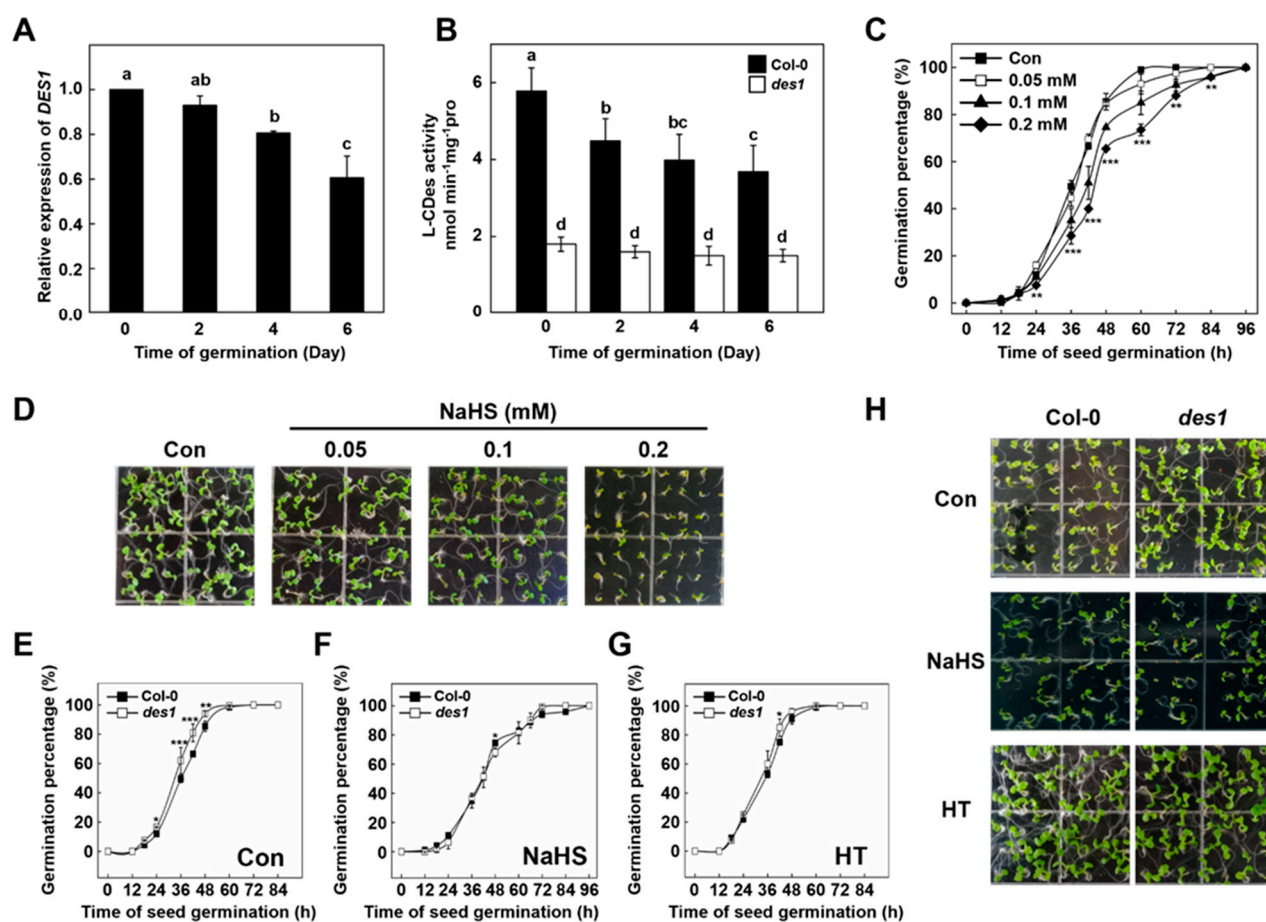 A
Relative expression of DES1
1.0
0.8
0.6
0.4
0.2
0.0
a
ab
b
c
0 2 4 6
Time of germination (Day)
B
L-CDes activity
nmol min⁻¹mg⁻¹pro
6
4
2
0
a
b
bc
c
d d d d
Col-0
des1
0 2 4 6
Time of germination (Day)
C
Germination percentage (%)
100
80
60
40
20
0
Con
0.05 mM
0.1 mM
0.2 mM
**
***
***
***
***
**
**
0 12 24 36 48 60 72 84 96
Time of seed germination (h)
D
NaHS (mM)
Con 0.05 0.1 0.2
E
Germination percentage (%)
100
80
60
40
20
0
Col-0
des1
*
*
***
***
**
Con
0 12 24 36 48 60 72 84
Time of seed germination (h)
F
Germination percentage (%)
100
80
60
40
20
0
Col-0
des1
*
*
NaHS
0 12 24 36 48 60 72 84 96
Time of seed germination (h)
G
Germination percentage (%)
100
80
60
40
20
0
Col-0
des1
*
HT
0 12 24 36 48 60 72 84
Time of seed germination (h)
H
Col-0 des1
Con
NaHS
HT